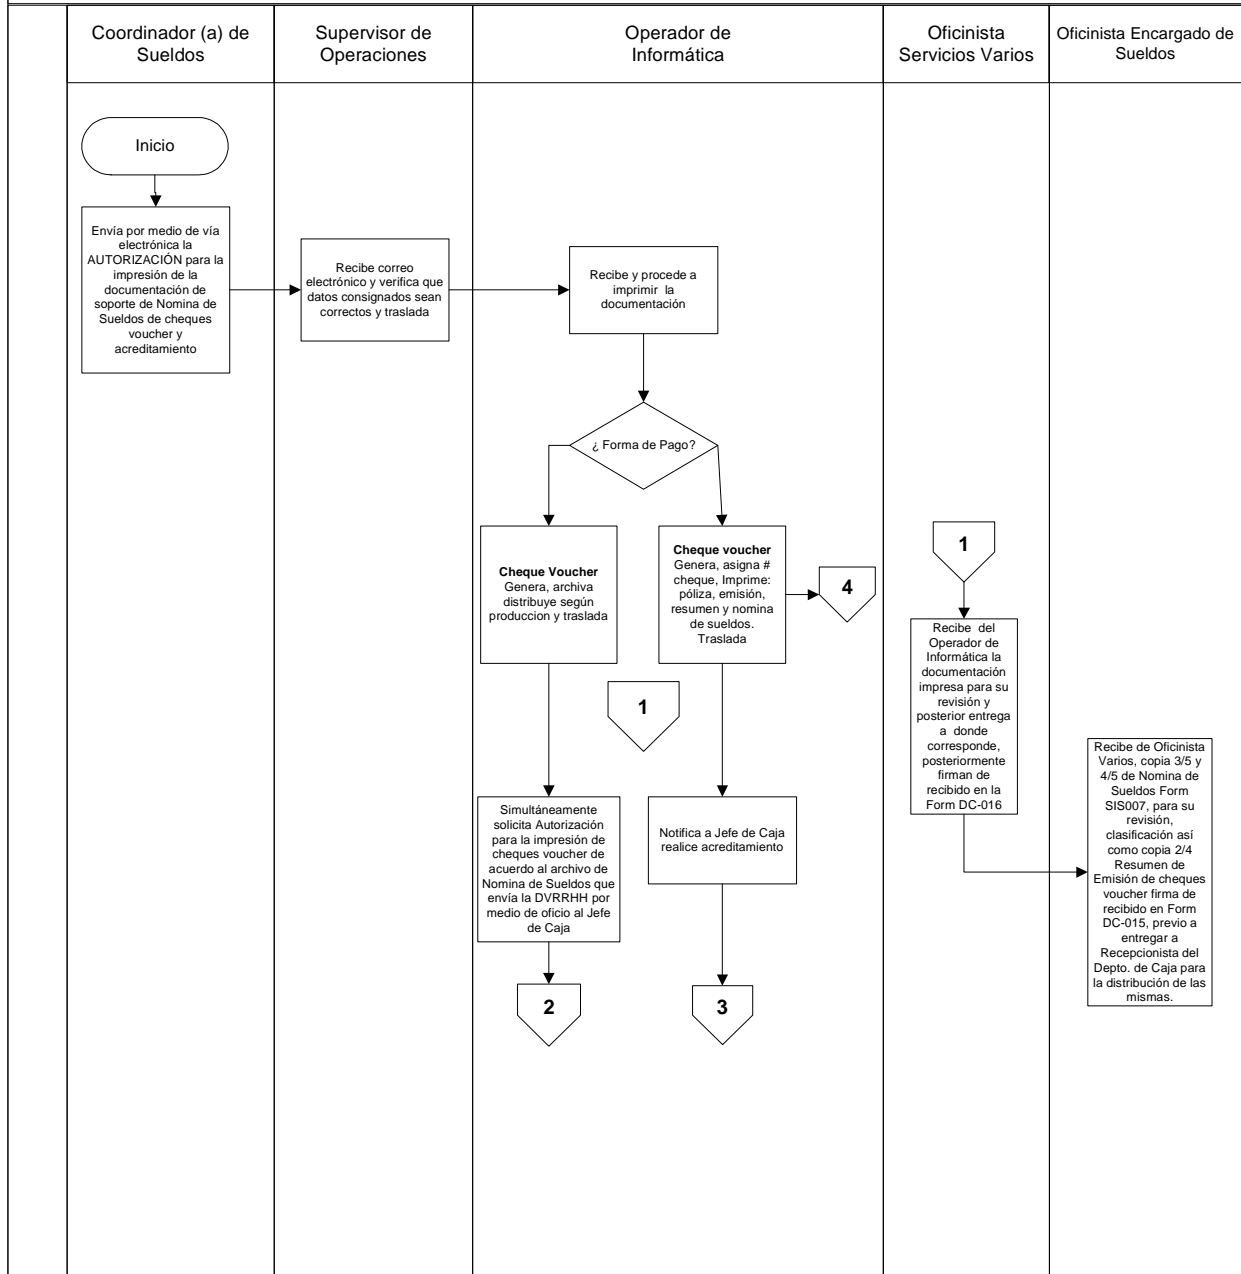 Coordinador (a) de
Sueldos
Supervisor de
Operaciones
Operador de
Informática
Oficinista
Servicios Varios
Oficinista Encargado de
Sueldos
Inicio
Envía por medio de vía
electrónica la
AUTORIZACIÓN para la
impresión de la
documentación de
soporte de Nomina de
Sueldos de cheques
voucher y
acreditamiento
Recibe correo
electrónico y verifica que
datos consignados sean
correctos y traslada
Recibe y procede a
imprimir la
documentación
¿ Forma de Pago?
Cheque Voucher
Genera, archiva
distribuye según
produccion y traslada
Cheque voucher
Genera, asigna #
cheque, Imprime:
póliza, emisión,
resumen y nomina
de sueldos.
Traslada
4
1
1
Recibe del
Operador de
Informática la
documentación
impresa para su
revisión y
posterior entrega
a donde
corresponde,
posteriormente
firman de
recibido en la
Form DC-016
Simultáneamente
solicita Autorización
para la impresión de
cheques voucher de
acuerdo al archivo de
Nomina de Sueldos que
envía la DVRRHH por
medio de oficio al Jefe
de Caja
Notifica a Jefe de Caja
realice acreditamiento
Recibe de Oficinista
Varios, copia 3/5 y
4/5 de Nomina de
Sueldos Form
SIS007, para su
revisión,
clasificación así
como copia 2/4
Resumen de
Emisión de cheques
voucher firma de
recibido en Form
DC-015, previo a
entregar a
Recepcionista del
Depto. de Caja para
la distribución de las
mismas.
2
3